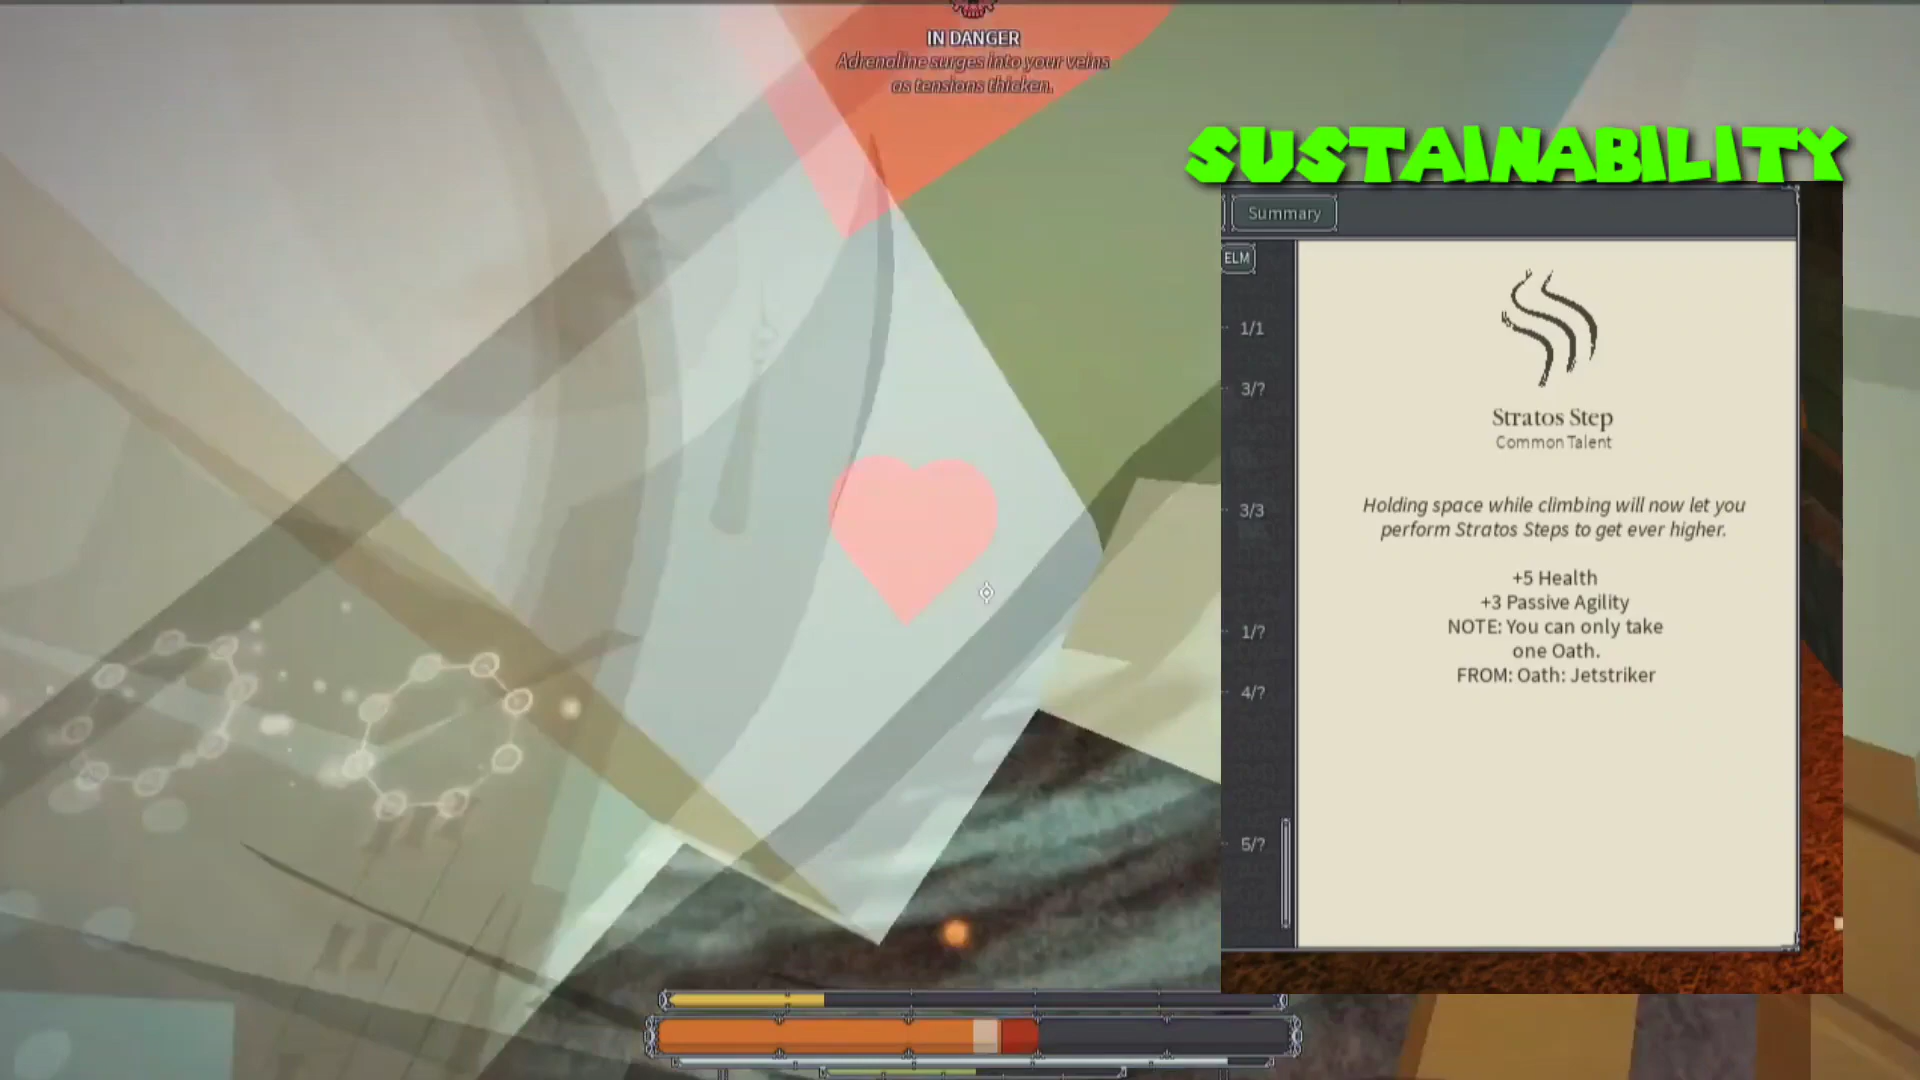 IN DANGER
Adrenaline surges into your veins
as tensions thicken.
SUSTAINABILITY
Summary
ELM
1/1
3/?
3/3
1/?
4/?
5/?
Stratos Step
Common Talent
Holding space while climbing will now let you
perform Stratos Steps to get ever higher.
+5 Health
+3 Passive Agility
NOTE: You can only take
one Oath.
FROM: Oath: Jetstriker